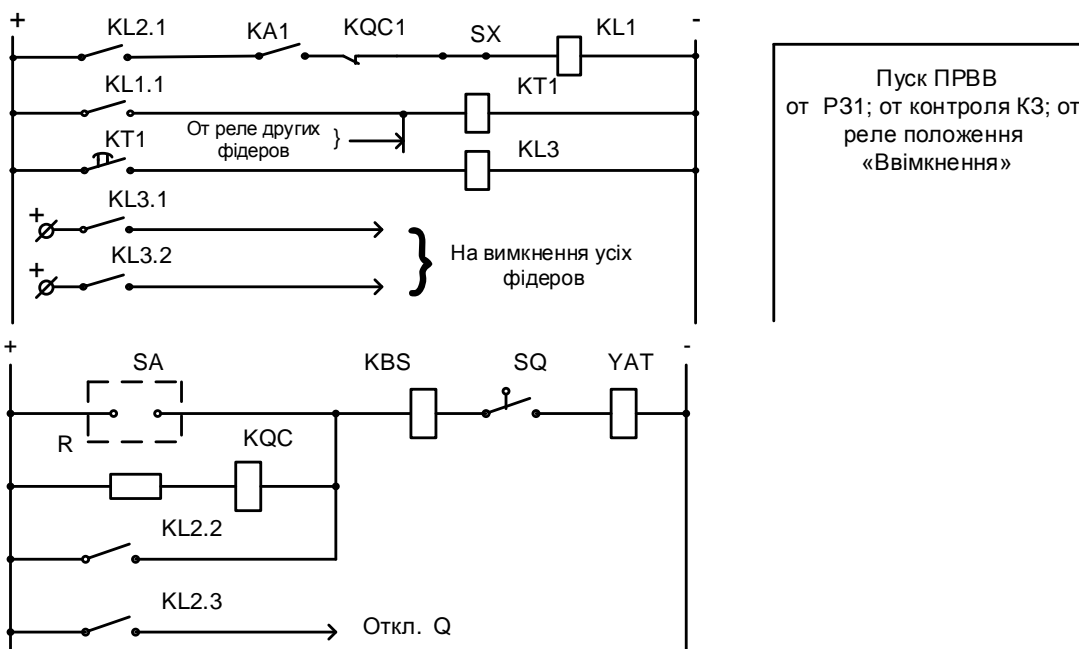 + -
KL2.1 KA1 KQC1 SX KL1
KL1.1 KT1
От реле других
фідеров }
KT1 KL3
KL3.1
+
KL3.2
+
} На вимкнення усіх
фідеров
Пуск ПРВВ
от РЗ1; от контроля КЗ; от
реле положення
«Ввімкнення»
+ -
SA KBS SQ YAT
R KQC
KL2.2
KL2.3
Откл. Q